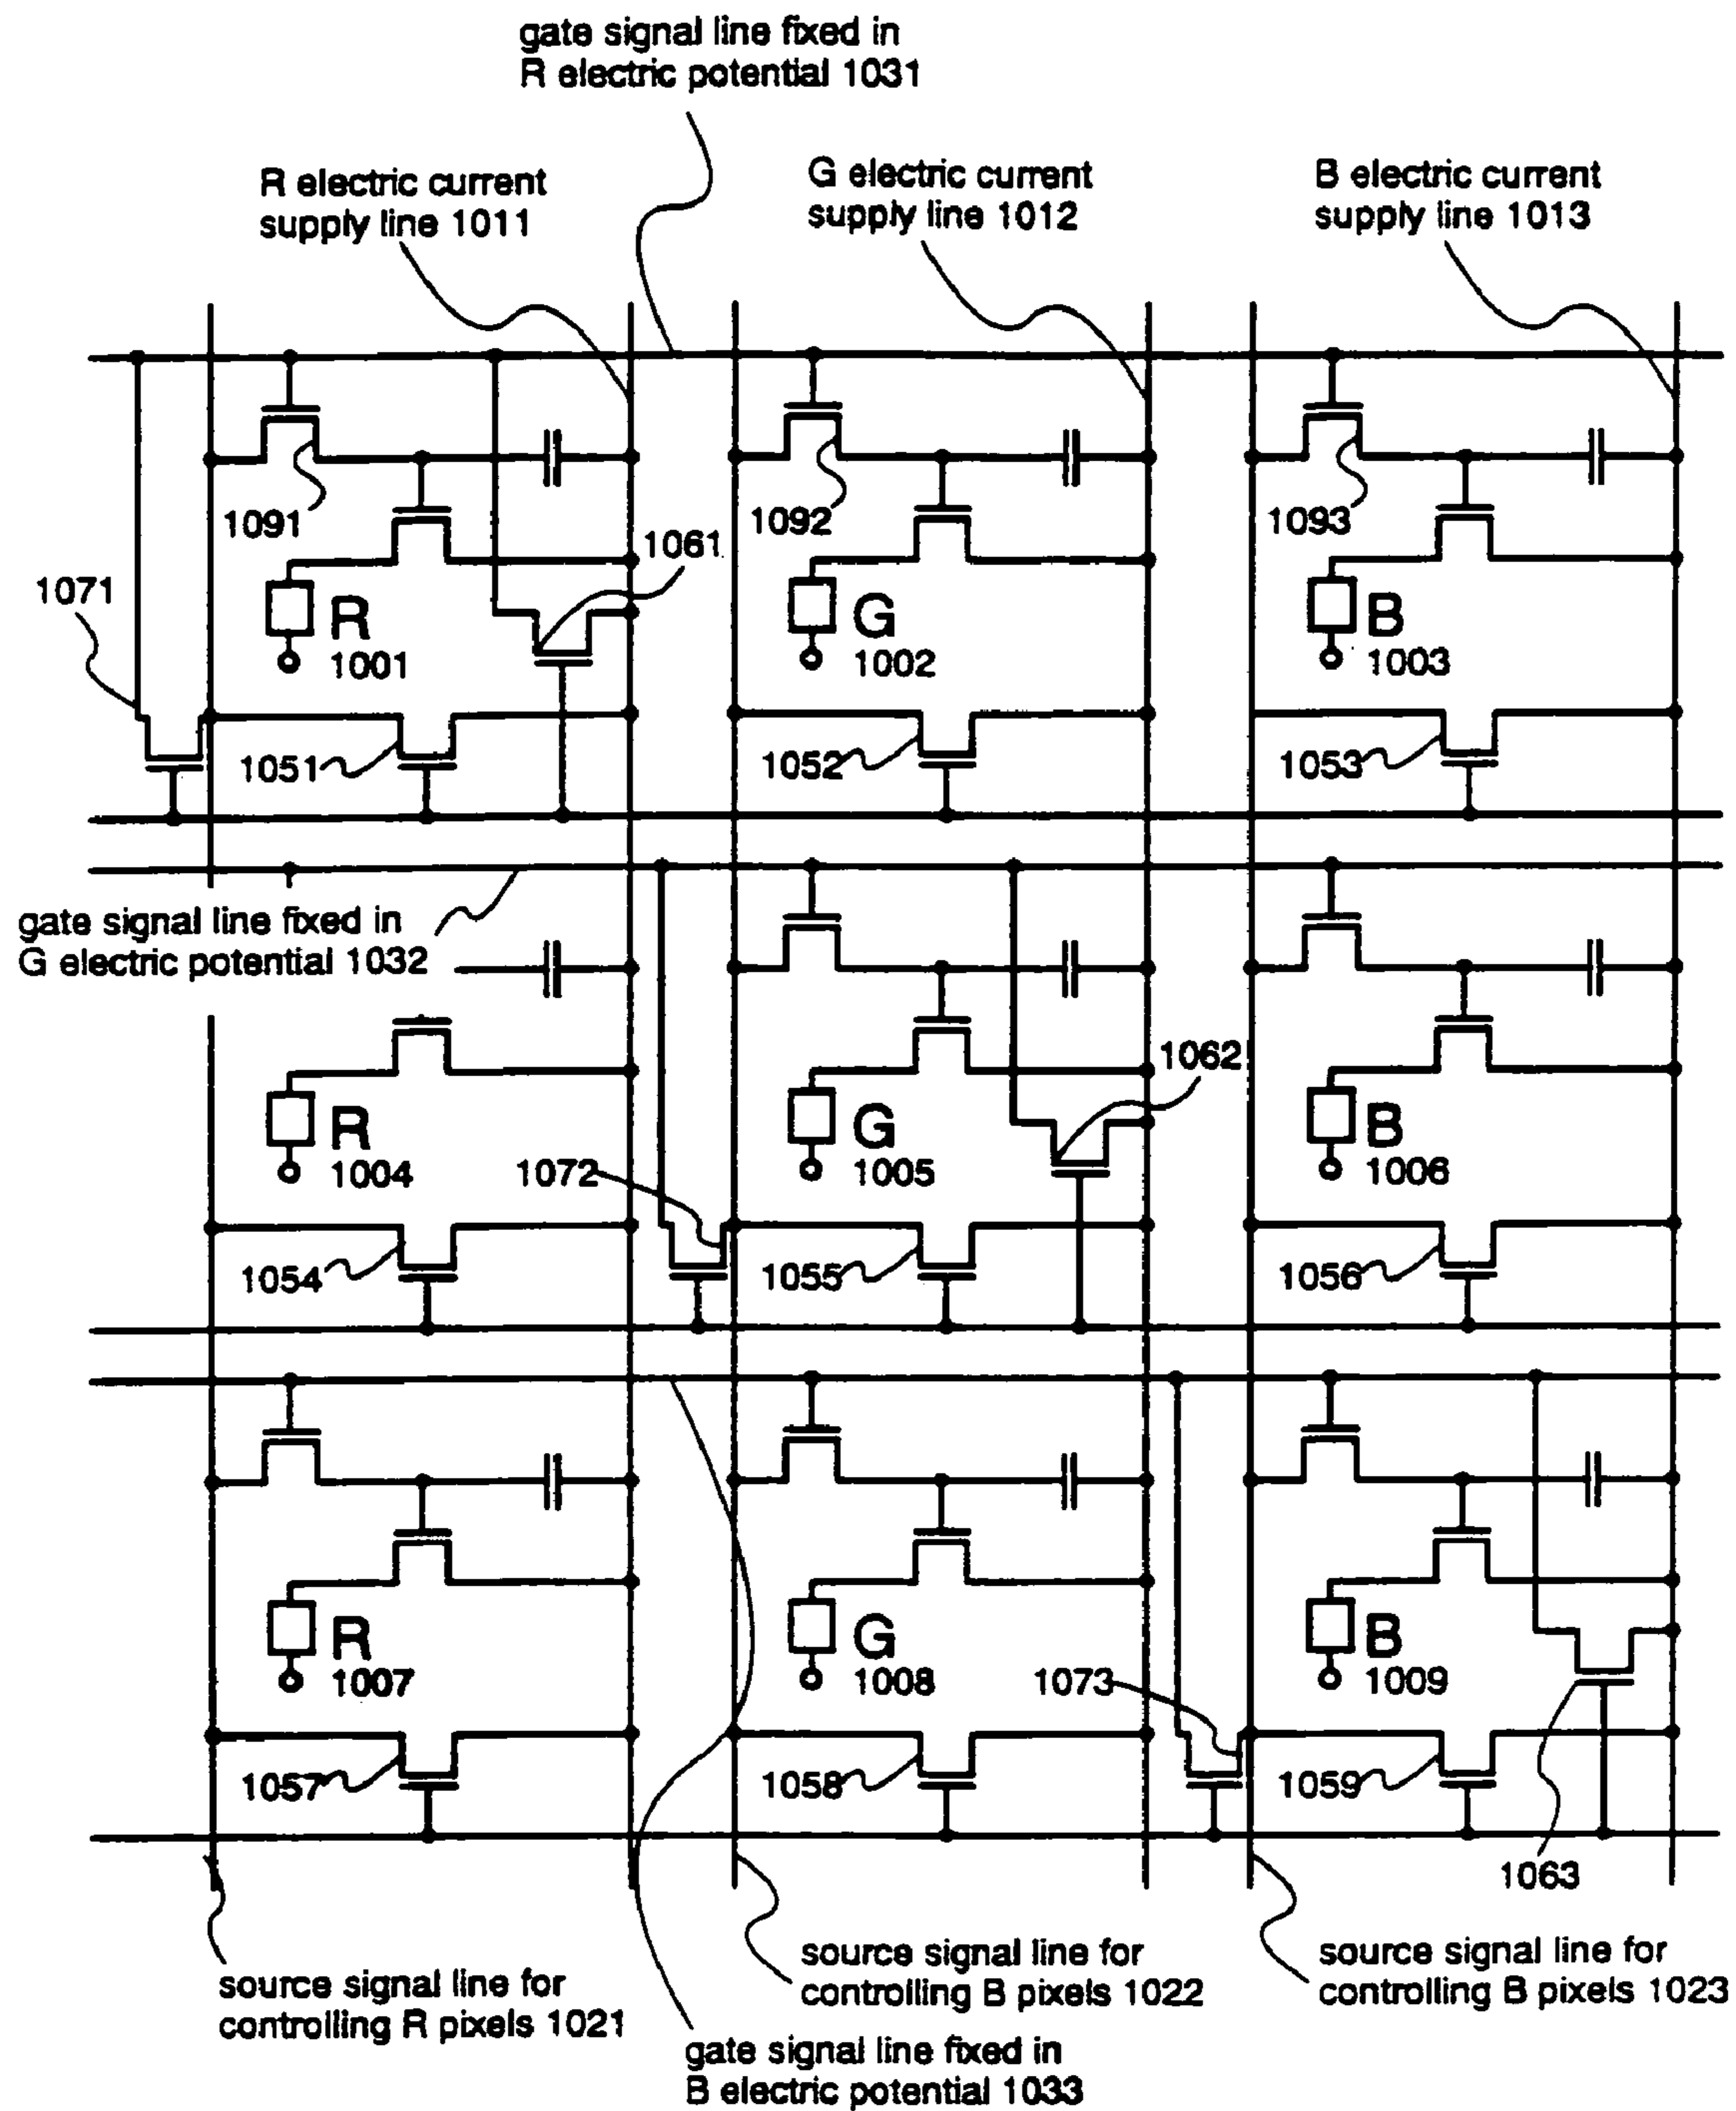 gate signal line fixed in
R electric potential 1031
R electric current
supply line 1011
G electric current
supply line 1012
B electric current
supply line 1013
1091
1092
1093
1061
1071
R
1001
G
1002
B
1003
1051
1052
1053
gate signal line fixed in
G electric potential 1032
1062
R
1004
1072
G
1005
B
1006
1054
1055
1056
R
1007
G
1008
1073
B
1009
1057
1058
1059
1063
source signal line for
controlling R pixels 1021
source signal line for
controlling B pixels 1022
source signal line for
controlling B pixels 1023
gate signal line fixed in
B electric potential 1033